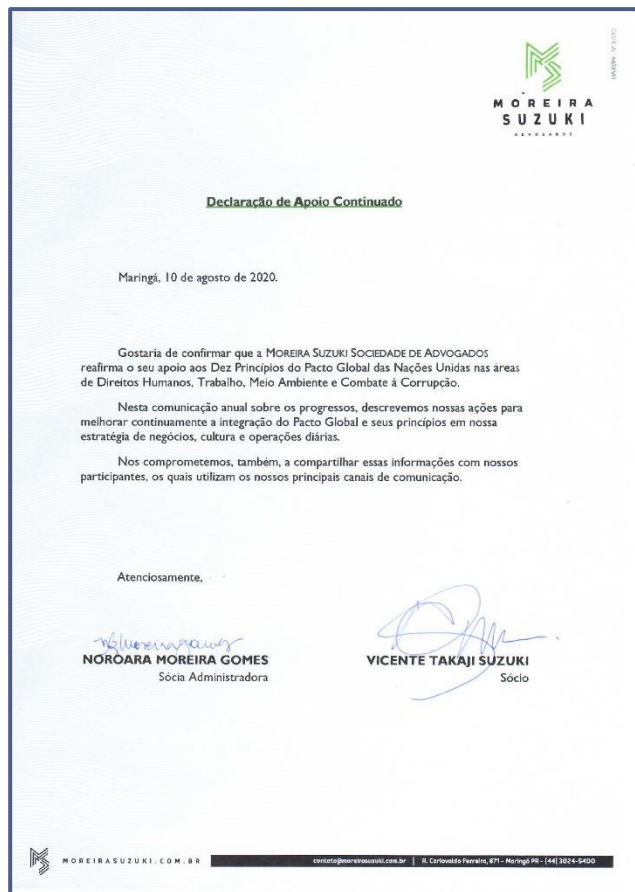 MOREIRA
SUZUKI
ADVOGADOS
Declaração de Apoio Continuado
Maringá, 10 de agosto de 2020.
Gostaria de confirmar que a MOREIRA SUZUKI SOCIEDADE DE ADVOGADOS
reafirma o seu apoio aos Dez Princípios do Pacto Global das Nações Unidas nas áreas
de Direitos Humanos, Trabalho, Meio Ambiente e Combate à Corrupção.
Nesta comunicação anual sobre os progressos, descrevemos nossas ações para
melhorar continuamente a integração do Pacto Global e seus princípios em nossa
estratégia de negócios, cultura e operações diárias.
Nos comprometemos, também, a compartilhar essas informações com nossos
participantes, os quais utilizam os nossos principais canais de comunicação.
Atenciosamente,
NOROARA MOREIRA GOMES
Sócia Administradora
VICENTE TAKAJI SUZUKI
Sócio
MOREIRASUZUKI.COM.BR
contato@moreirasuzuki.com.br | R. Carlovaldo Ferreira, 871 - Maringá PR - (44) 3024-5400